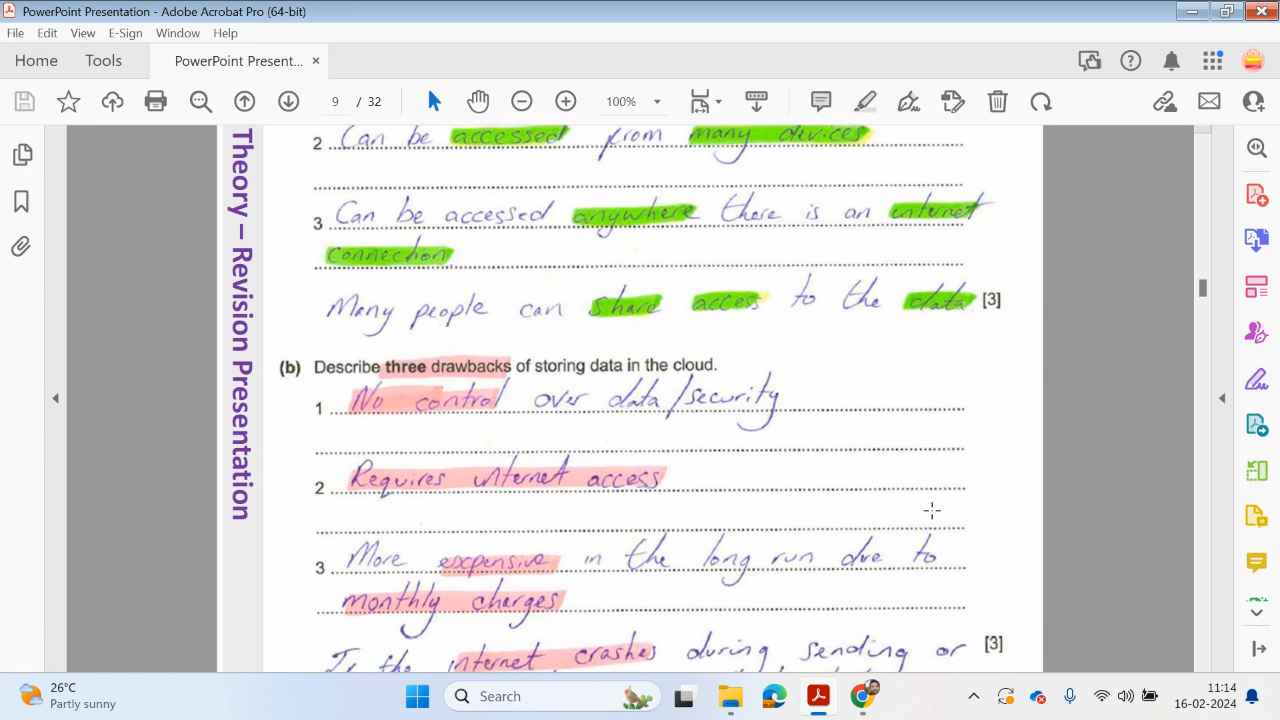 PowerPoint Presentation - Adobe Acrobat Pro (64-bit)
File Edit View E-Sign Window Help
Home Tools PowerPoint Present... ×
9 / 32 100%
Theory – Revision Presentation
2 Can be accessed from many devices
3 Can be accessed anywhere there is an internet
connection
Many people can share access to the data [3]
(b) Describe three drawbacks of storing data in the cloud.
1 No control over data/security
2 Requires internet access
3 More expensive in the long run due to
monthly charges
If the internet crashes during sending or [3]
26°C
Partly sunny
Search
11:14
16-02-2024